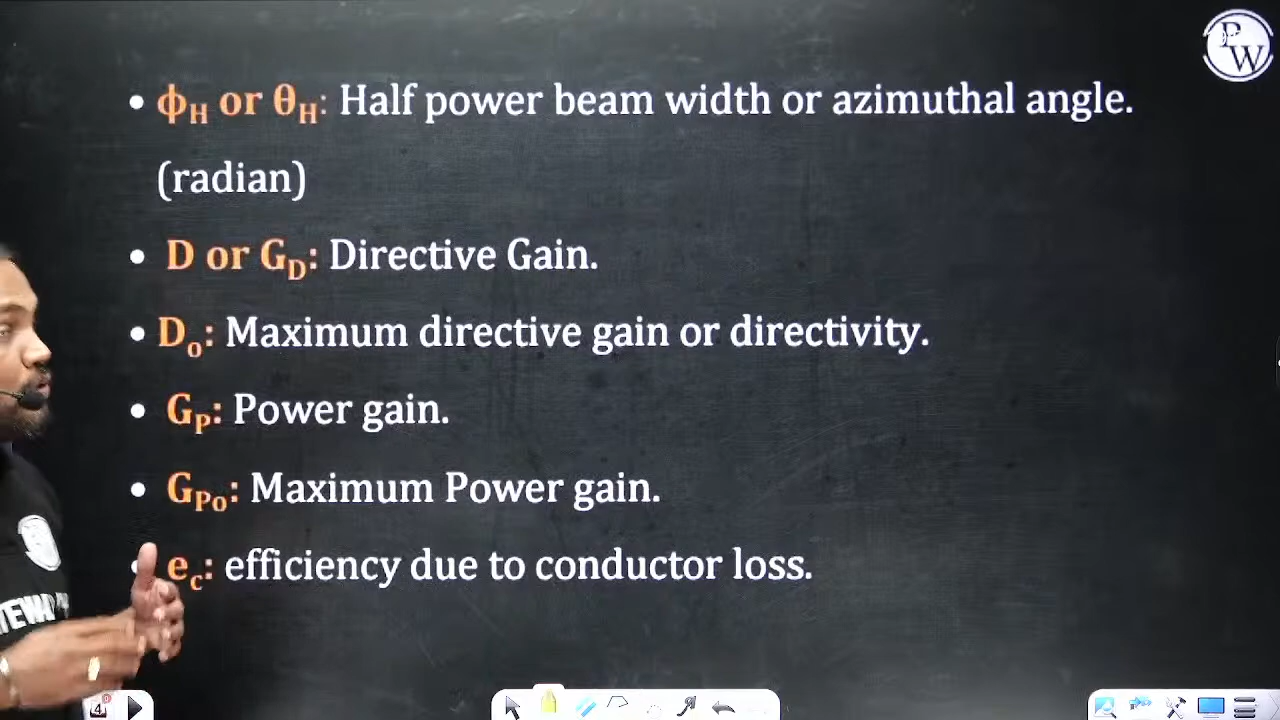 P
W
• ϕH or θH: Half power beam width or azimuthal angle.
(radian)
• D or GD: Directive Gain.
• Do: Maximum directive gain or directivity.
• GP: Power gain.
• GPo: Maximum Power gain.
• ec: efficiency due to conductor loss.
4